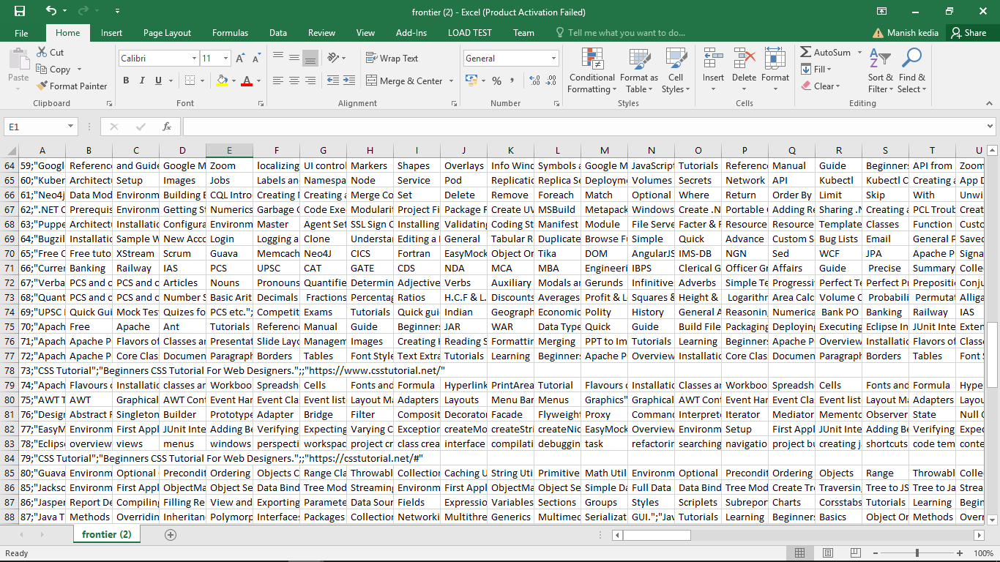 frontier (2) - Excel (Product Activation Failed)
File Home Insert Page Layout Formulas Data Review View Add-Ins LOAD TEST Team Tell me what you want to do... Manish kedia Share
Paste Cut Copy Format Painter Clipboard
Calibri 11 B I U A Font
Wrap Text Merge & Center Alignment
General % , Number
Conditional Formatting Format as Table Cell Styles Styles
Insert Delete Format Cells
AutoSum Fill Clear Sort & Filter Find & Select Editing
E1 fx
A B C D E F G H I J K L M N O P Q R S T U
64 59;"Googl Reference and Guide Google M Zoom localizing UI control Markers Shapes Overlays Info Winc Symbols a Google M JavaScript Tutorials Reference Manual Guide Beginners API from Zoom
65 60;"Kuber Architectu Setup Images Jobs Labels an Namespa Node Service Pod Replicatio Replica Se Deployme Volumes Secrets Network API Kubectl Kubectl C Creating a App D
66 61;"Neo4j Data Mod Environm Building B CQL Intro Creating N Creating a Merge Co Set Delete Remove Foreach Match Optional Where Return Order By Limit Skip With Unwi
67 62;".NET C Prerequis Environm Getting St Numerics Garbage C Code Exec Modularit Project Fi Package R Create UV MSBuild Metapack Windows Create .N Portable C Adding Re Sharing .N Creating a PCL Troub Creat
68 63;"Puppe Architectu Installatic Configura Environm Master Agent Set SSL Sign C Installing Validating Coding St Manifest Module File Serve Facter & F Resource Resource Template Classes Function Custo
69 64;"Bugzil Installatio Sample W New Acco Login Logging a Clone Understa Editing a General Tabular R Duplicate Browse Fu Simple Quick Advance Custom S Bug Lists Email General P Saved
70 65;"Free C Free tuto XStream Scrum Guava Memcach Neo4J CICS Fortran EasyMock Object Or Tika DOM AngularJS IMS-DB NGN Sed WCF JPA Apache P Signa
71 66;"Currer Banking Railway IAS PCS UPSC CAT GATE CDS NDA MCA MBA Engineeri IBPS Clerical G Officer Gr Affairs Guide Precise Summary Colle
72 67;"Verba PCS and c PCS and c Articles Nouns Pronouns Quantifie Determin Adjective Verbs Auxiliary Modals ar Gerunds Infinitive Adverbs Simple Te Progressi Perfect Te Perfect Pr Prepositi Conju
73 68;"Quant PCS and c PCS and c Number S Basic Arit Decimals Fractions Percentag Ratios H.C.F & L. Discounts Averages Profit & L Squares & Height & Logarithm Area Calc Volume C Probabili Permutat Alliga
74 69;"UPSC Quick Gui Mock Tes Quizes fo PCS etc."; Competit Exams Tutorials Quick gui Indian Geograph Economic Polity History General A Reasonin Numerica Bank PO Banking Railway IAS
75 70;"Apach Free Apache Ant Tutorials Reference Manual Guide Beginners JAR WAR Data Type Quick Guide Build File Packaging Deploying Executing Eclipse In JUnit Inte Exten
76 71;"Apach Apache P Flavors of Classes an Presentat Slide Layo Managem Images Creating H Reading S Formattin Merging PPT to Im Tutorials Learning Beginners Apache P Overview Installatio Flavors of Classe
77 72;"Apach Apache P Core Clas Documen Paragraph Borders Tables Font Style Text Extra Tutorials Learning Beginners Apache P Overview Installatio Core Clas Documen Paragraph Borders Tables Font S
78 73;"CSS Tutorial";"Beginners CSS Tutorial For Web Designers.";;"https://www.csstutorial.net/"
79 74;"Apach Flavours o Installatio classes an Workboo Spreadsh Cells Fonts and Formula Hyperlink PrintArea Tutorial Flavours o Installatio Classes an Workboo Spreadsh Cells Fonts and Formula Hype
80 75;"AWT T AWT Graphical AWT Cont Event Har Event Cla Event list Layout Ma Adapters Layouts Menu Bar Menus Graphics" Graphical AWT Cont Event Har Event Cla Event list Layout Ma Adapters Layou
81 76;"Desig Abstract F Singleton Builder Prototype Adapter Bridge Filter Composit Decorator Facade Flyweight Proxy Comman Interprete Iterator Mediator Memento Observer State Null C
82 77;"EasyM Environm First Appl JUnit Inte Adding Be Verifying Expecting Varying C Exception createMo createStri createNic EasyMock Overview Environm Setup First Appl JUnit Inte Adding Be Verifying Expec
83 78;"Eclips overview views menus windows perspecti workspac project cr class crea interface compilati debuggin task refactorin searching navigatio project bu creating j shortcuts code tem conte
84 79;"CSS Tutorial";"Beginners CSS Tutorial For Web Designers.";;"https://csstutorial.net/#"
85 80;"Guava Environm Optional Precondit Ordering Objects C Range Cla Throwabl Collection Caching U String Uti Primitive Math Util Environm Optional Precondit Ordering Objects Range Throwabl Colle
86 85;"Jackso Environm First Appl ObjectMa Object Se Data Bind Tree Mod Streaming Environm First Appl ObjectMa Object Se Simple Da Full Data Data Bind Tree Mod Create Tre Traversin Tree to JS Tree to Ja Strea
87 86;"Jasper Report De Compiling Filling Re View and Exporting Paramete Data Sour Fields Expressio Variables Sections Groups Styles Scriplets Subrepor Charts Corsstabs Tutorials Learning Begin
88 87;"Java T Methods Overridin Inheritan Polymorp Interfaces Packages Collection Networki Multithre Generics Multimed Serializat GUI.";"Jav Tutorials Learning Beginners Basics Object Or Methods Overr
frontier (2)
Ready 100%